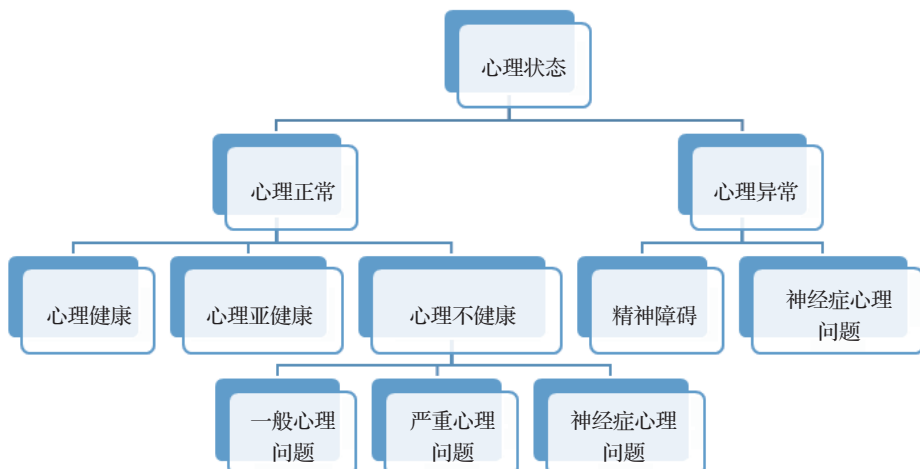 心理状态
心理正常
心理异常
心理健康
心理亚健康
心理不健康
精神障碍
神经症心理
问题
一般心理
问题
严重心理
问题
神经症心理
问题